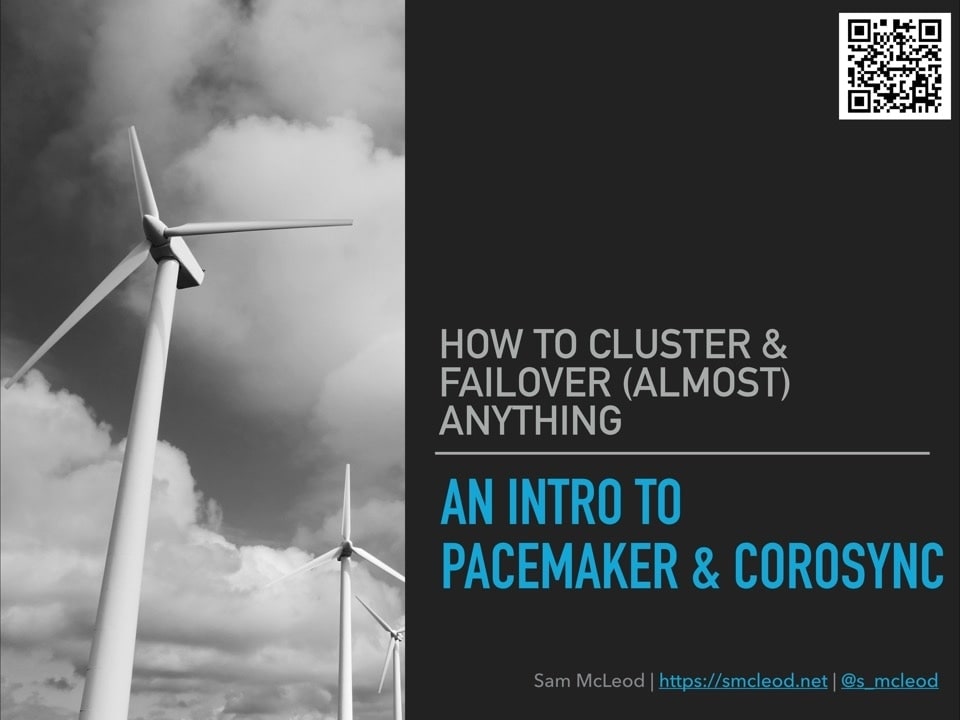 HOW TO CLUSTER &
FAILOVER (ALMOST)
ANYTHING
AN INTRO TO
PACEMAKER & COROSYNC
Sam McLeod | https://smcleod.net | @s_mcleod